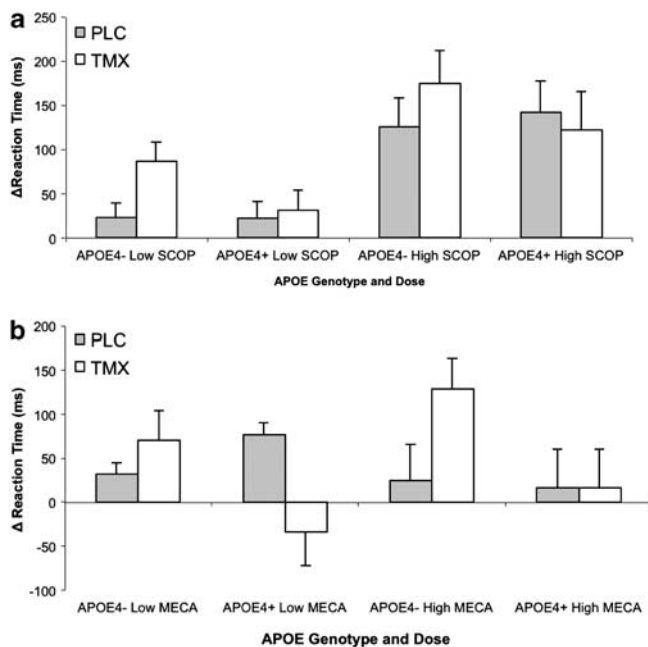 a
PLC
TMX
ΔReaction Time (ms)
250
200
150
100
50
0
APOE4- Low SCOP APOE4+ Low SCOP APOE4- High SCOP APOE4+ High SCOP
APOE Genotype and Dose
b
PLC
TMX
Δ Reaction Time (ms)
200
150
100
50
0
-50
-100
APOE4- Low MECA APOE4+ Low MECA APOE4- High MECA APOE4+ High MECA
APOE Genotype and Dose